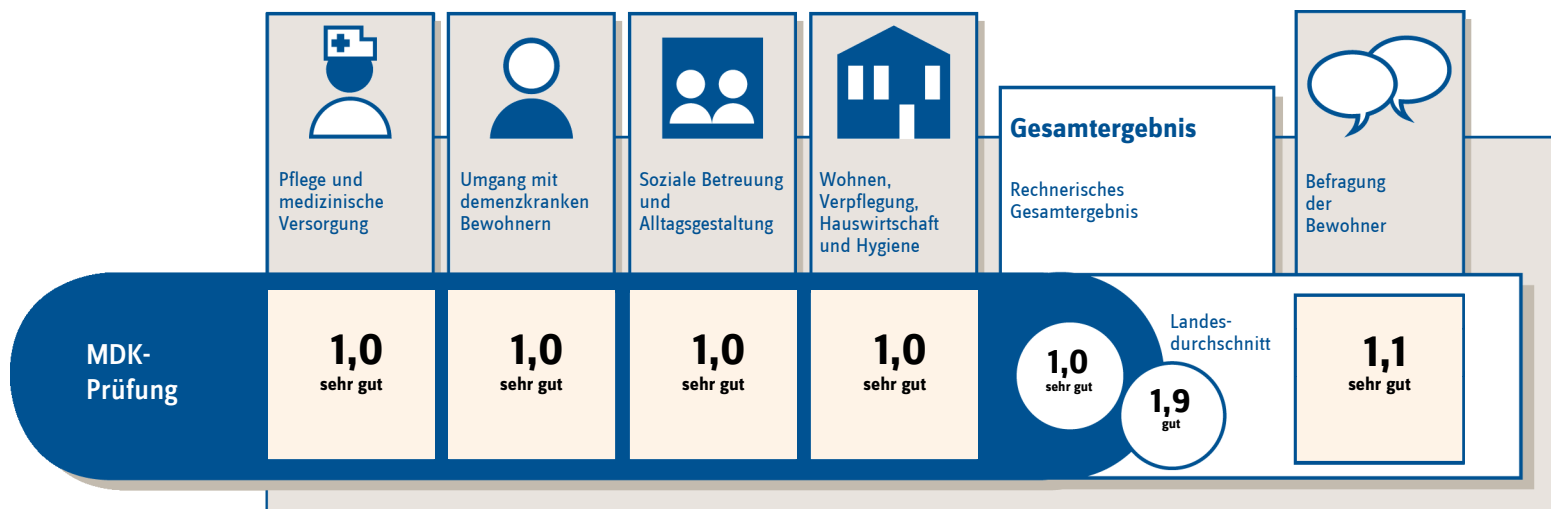 Pflege und
medizinische
Versorgung
Umgang mit
demenzkranken
Bewohnern
Soziale Betreuung
und
Alltagsgestaltung
Wohnen,
Verpflegung,
Hauswirtschaft
und Hygiene
Gesamtergebnis
Rechnerisches
Gesamtergebnis
Befragung
der
Bewohner
MDK-
Prüfung
1,0
sehr gut
1,0
sehr gut
1,0
sehr gut
1,0
sehr gut
1,0
sehr gut
Landes-
durchschnitt
1,9
gut
1,1
sehr gut